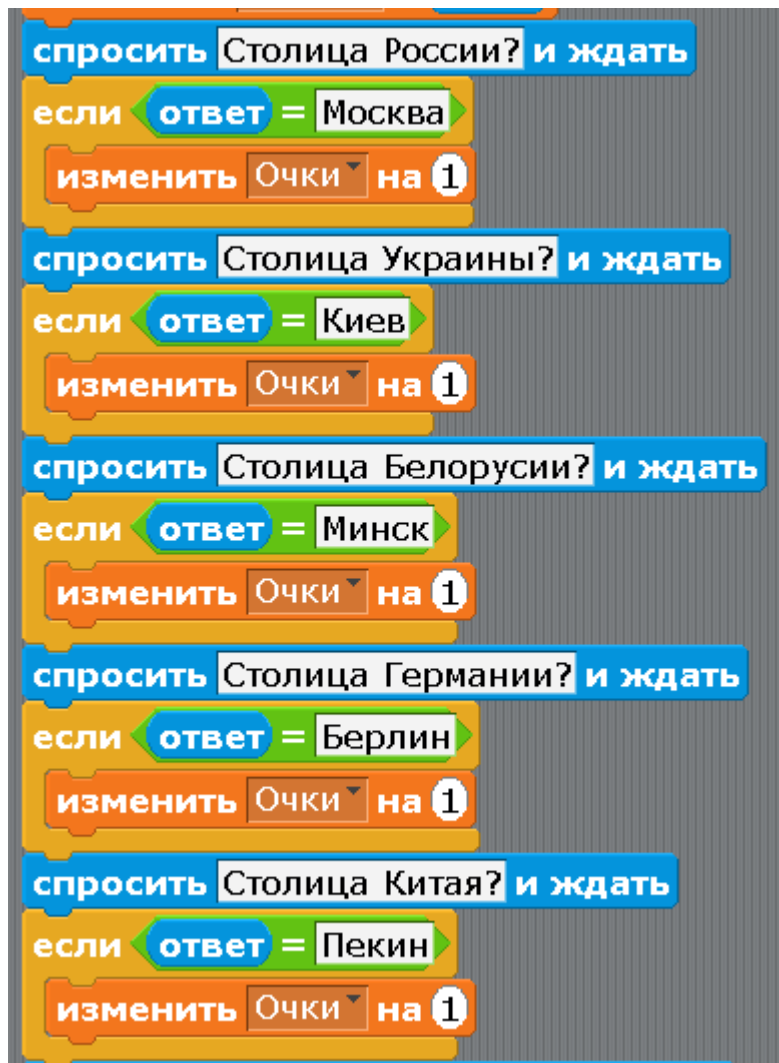 спросить Столица России? и ждать
если ответ = Москва
изменить Очки на 1
спросить Столица Украины? и ждать
если ответ = Киев
изменить Очки на 1
спросить Столица Белорусии? и ждать
если ответ = Минск
изменить Очки на 1
спросить Столица Германии? и ждать
если ответ = Берлин
изменить Очки на 1
спросить Столица Китая? и ждать
если ответ = Пекин
изменить Очки на 1